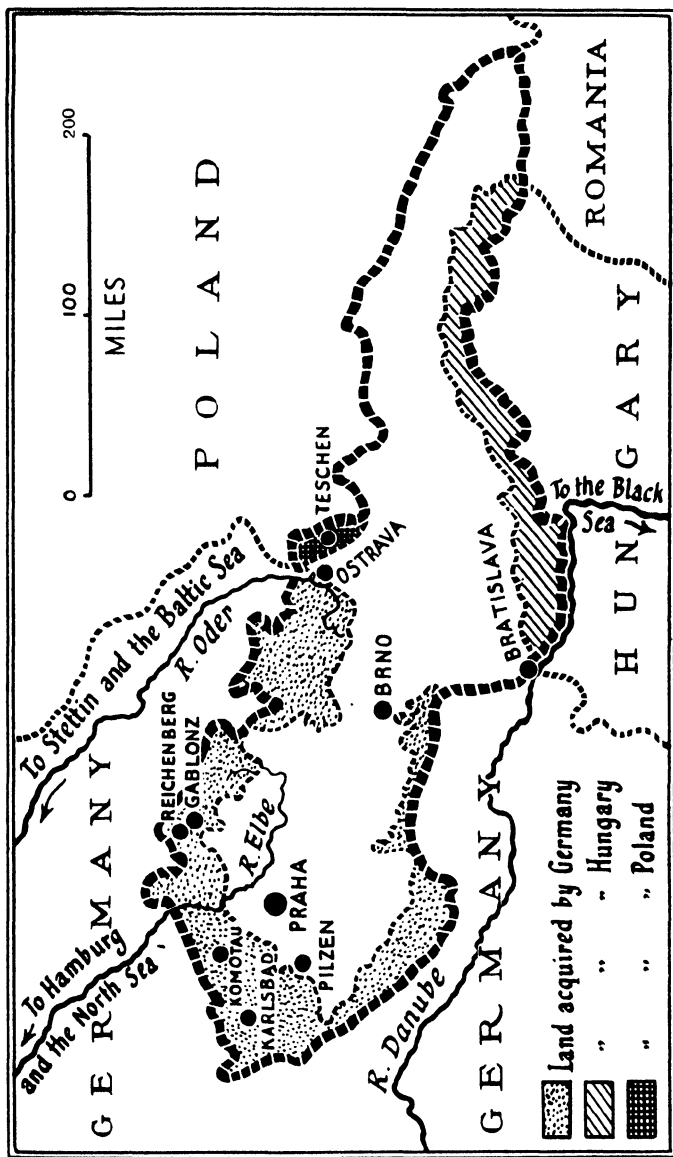 0 100 200
MILES
POLAND
GERMANY
To Hamburg
and the North Sea
To Stettin and the Baltic Sea
R. Oder
REICHENBERG
GABLONZ
R Elbe
KOMOTAU
KARLSBAD
PRAHA
PILZEN
TESCHEN
OSTRAVA
BRNO
BRATISLAVA
R. Danube
GERMANY
To the Black
Sea
HUNGARY
ROMANIA
Land acquired by Germany
„ „ „ Hungary
„ „ „ Poland